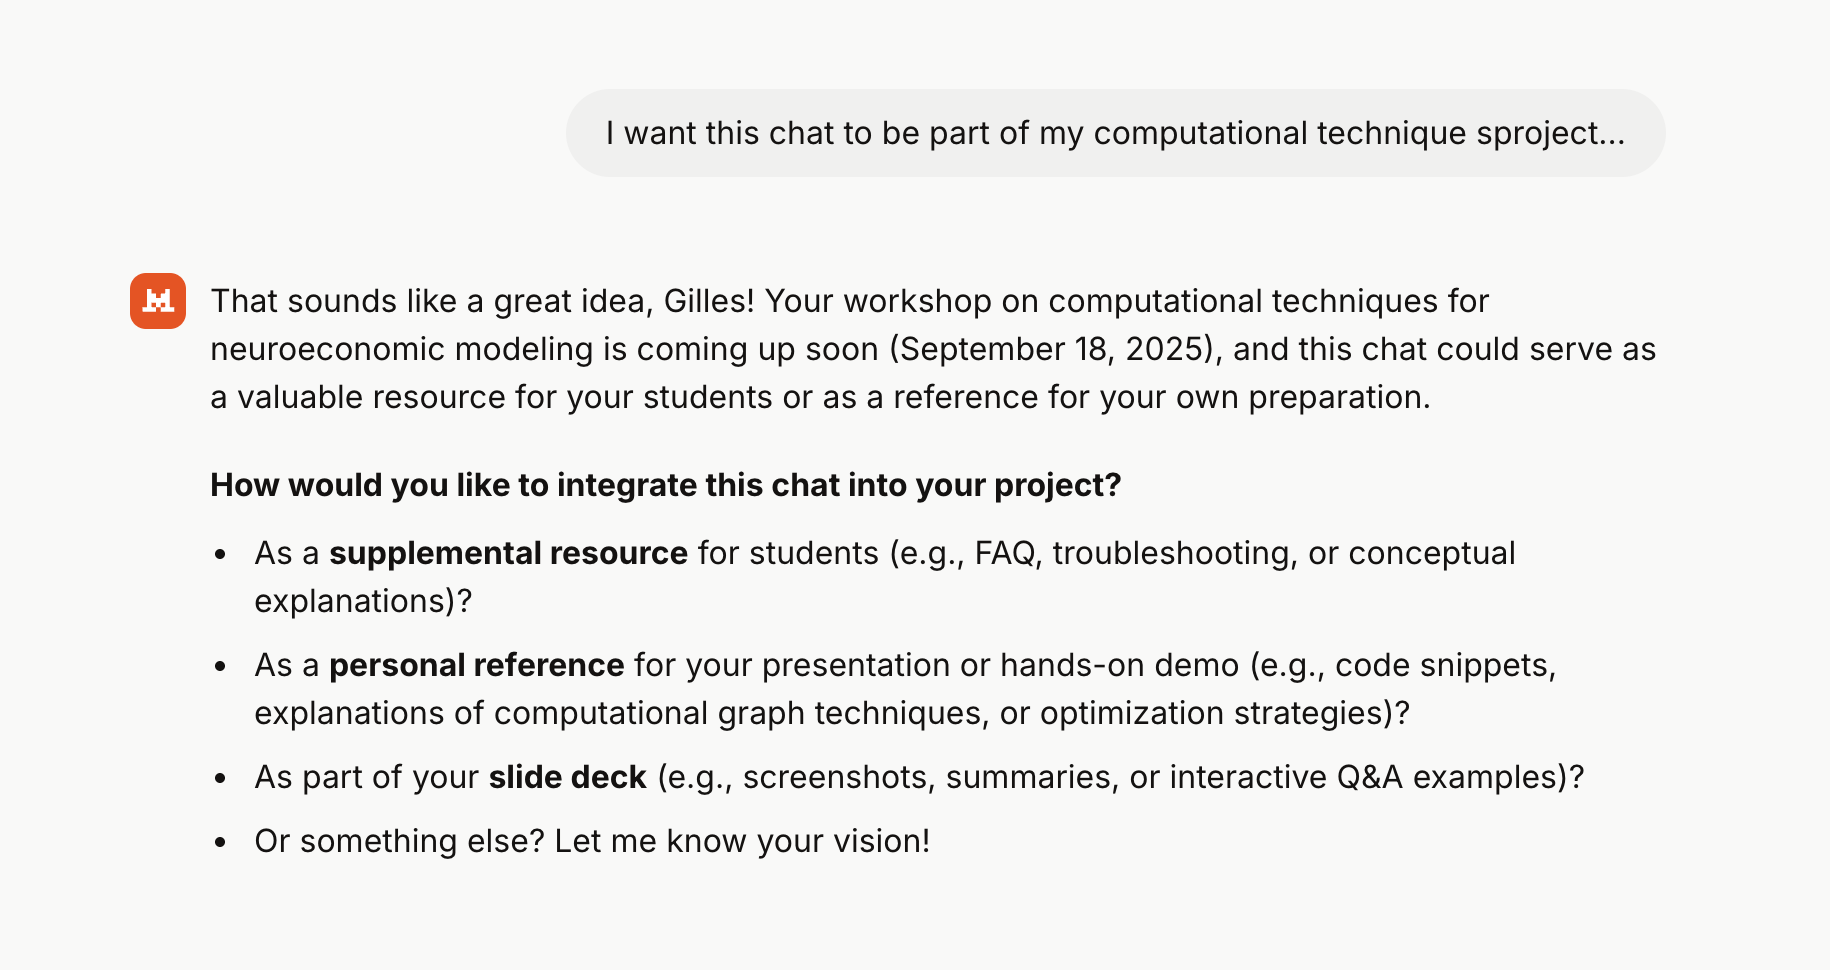 I want this chat to be part of my computational technique sproject...
That sounds like a great idea, Gilles! Your workshop on computational techniques for
neuroeconomic modeling is coming up soon (September 18, 2025), and this chat could serve as
a valuable resource for your students or as a reference for your own preparation.
How would you like to integrate this chat into your project?
• As a supplemental resource for students (e.g., FAQ, troubleshooting, or conceptual
explanations)?
• As a personal reference for your presentation or hands-on demo (e.g., code snippets,
explanations of computational graph techniques, or optimization strategies)?
• As part of your slide deck (e.g., screenshots, summaries, or interactive Q&A examples)?
• Or something else? Let me know your vision!